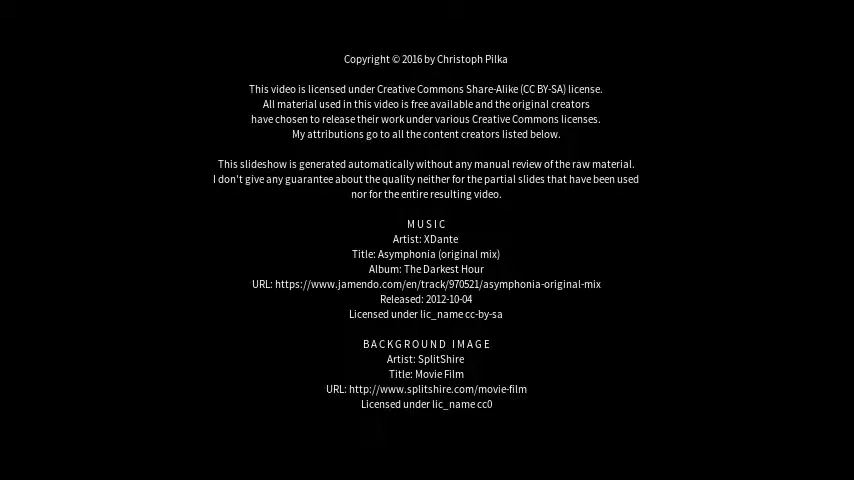 Copyright © 2016 by Christoph Pilka
This video is licensed under Creative Commons Share-Alike (CC BY-SA) license.
All material used in this video is free available and the original creators
have chosen to release their work under various Creative Commons licenses.
My attributions go to all the content creators listed below.
This slideshow is generated automatically without any manual review of the raw material.
I don't give any guarantee about the quality neither for the partial slides that have been used
nor for the entire resulting video.
MUSIC
Artist: XDante
Title: Asymphonia (original mix)
Album: The Darkest Hour
URL: https://www.jamendo.com/en/track/970521/asymphonia-original-mix
Released: 2012-10-04
Licensed under lic_name cc-by-sa
BACKGROUND IMAGE
Artist: SplitShire
Title: Movie Film
URL: http://www.splitshire.com/movie-film
Licensed under lic_name cc0